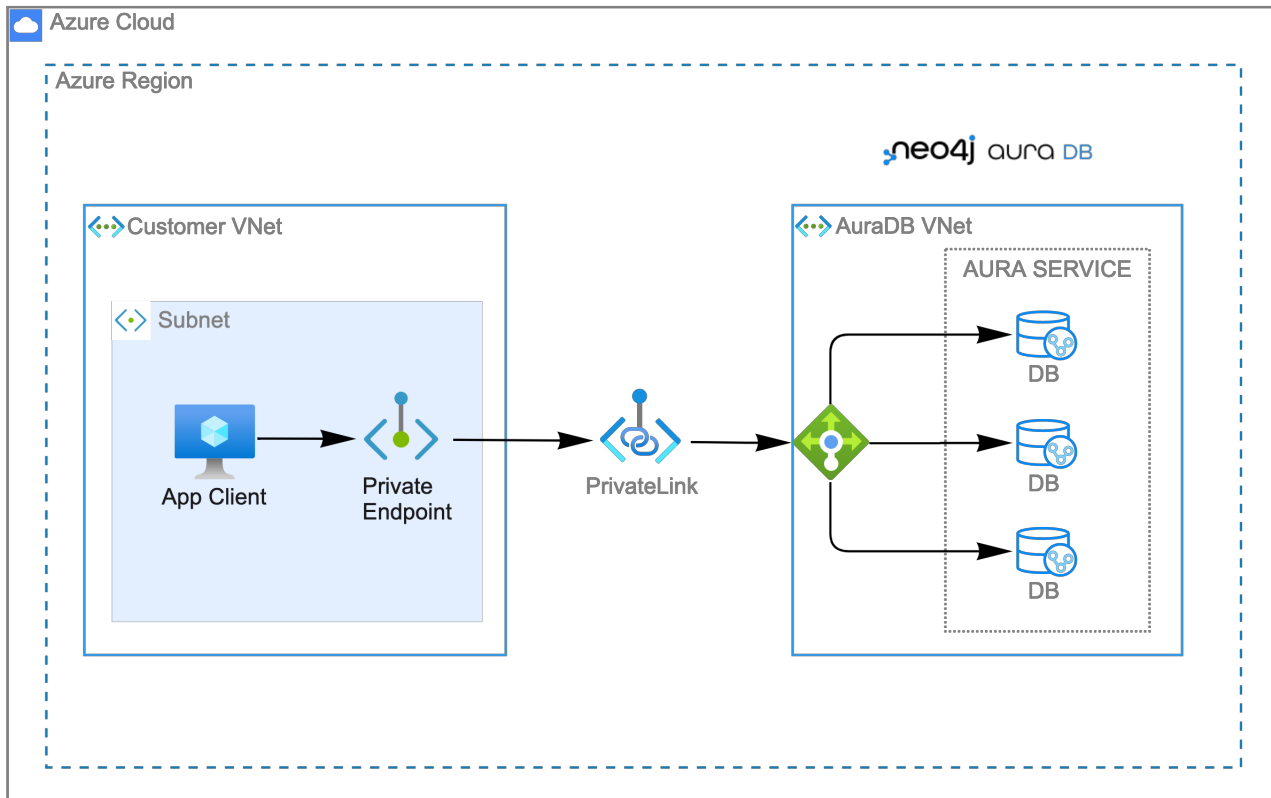 Azure Cloud
Azure Region
neo4j aura DB
Customer VNet
AuraDB VNet
AURA SERVICE
Subnet
DB
App Client
Private
Endpoint
PrivateLink
DB
DB